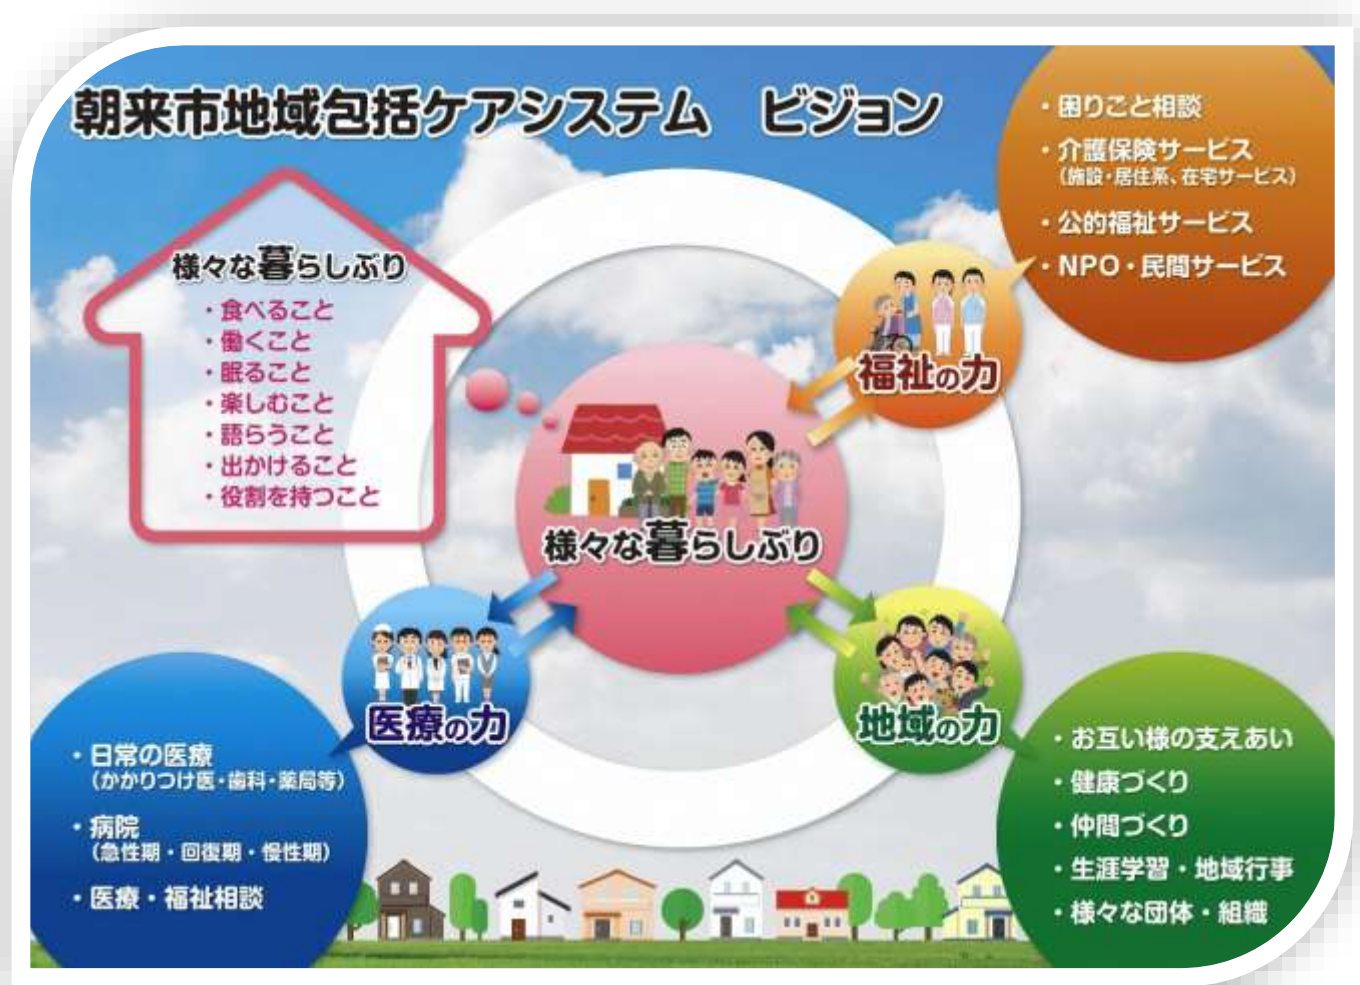 朝来市地域包括ケアシステム　ビジョン
様々な暮らしぶり
・食べること
・働くこと
・眠ること
・楽しむこと
・語らうこと
・出かけること
・役割を持つこと
・困りごと相談
・介護保険サービス
（施設・居住系、在宅サービス）
・公的福祉サービス
・NPO・民間サービス
福祉の力
様々な暮らしぶり
医療の力
地域の力
・日常の医療
（かかりつけ医・歯科・薬局等）
・病院
（急性期・回復期・慢性期）
・医療・福祉相談
・お互い様の支えあい
・健康づくり
・仲間づくり
・生涯学習・地域行事
・様々な団体・組織